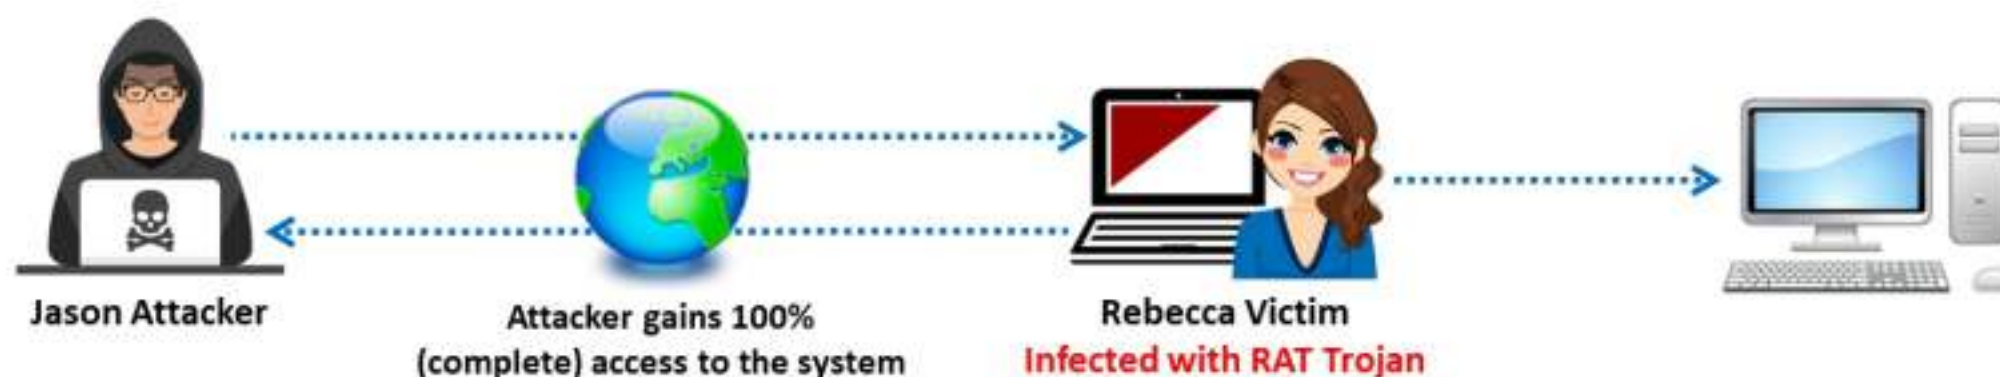 Jason Attacker
Attacker gains 100%
(complete) access to the system
Rebecca Victim
Infected with RAT Trojan